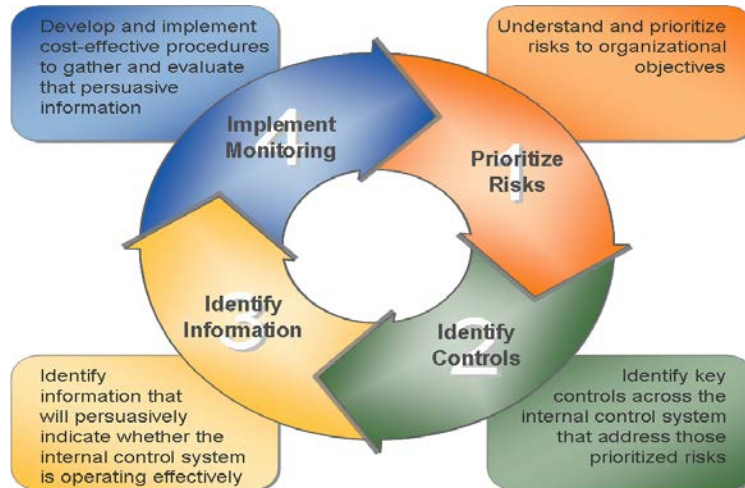 Develop and implement
cost-effective procedures
to gather and evaluate
that persuasive
information
Understand and prioritize
risks to organizational
objectives
4
Implement
Monitoring
1
Prioritize
Risks
3
Identify
Information
2
Identify
Controls
Identify
information that
will persuasively
indicate whether the
internal control system
is operating effectively
Identify key
controls across the
internal control system
that address those
prioritized risks